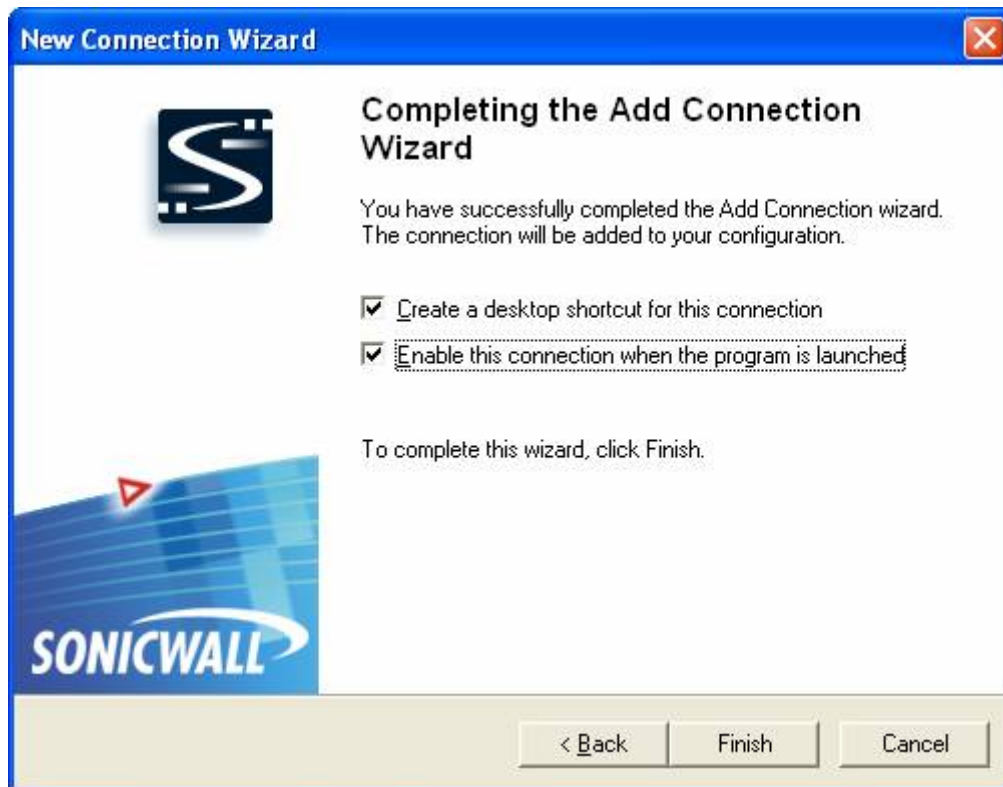 New Connection Wizard
Completing the Add Connection
Wizard
You have successfully completed the Add Connection wizard.
The connection will be added to your configuration.
Create a desktop shortcut for this connection
Enable this connection when the program is launched
To complete this wizard, click Finish.
SONICWALL
< Back
Finish
Cancel